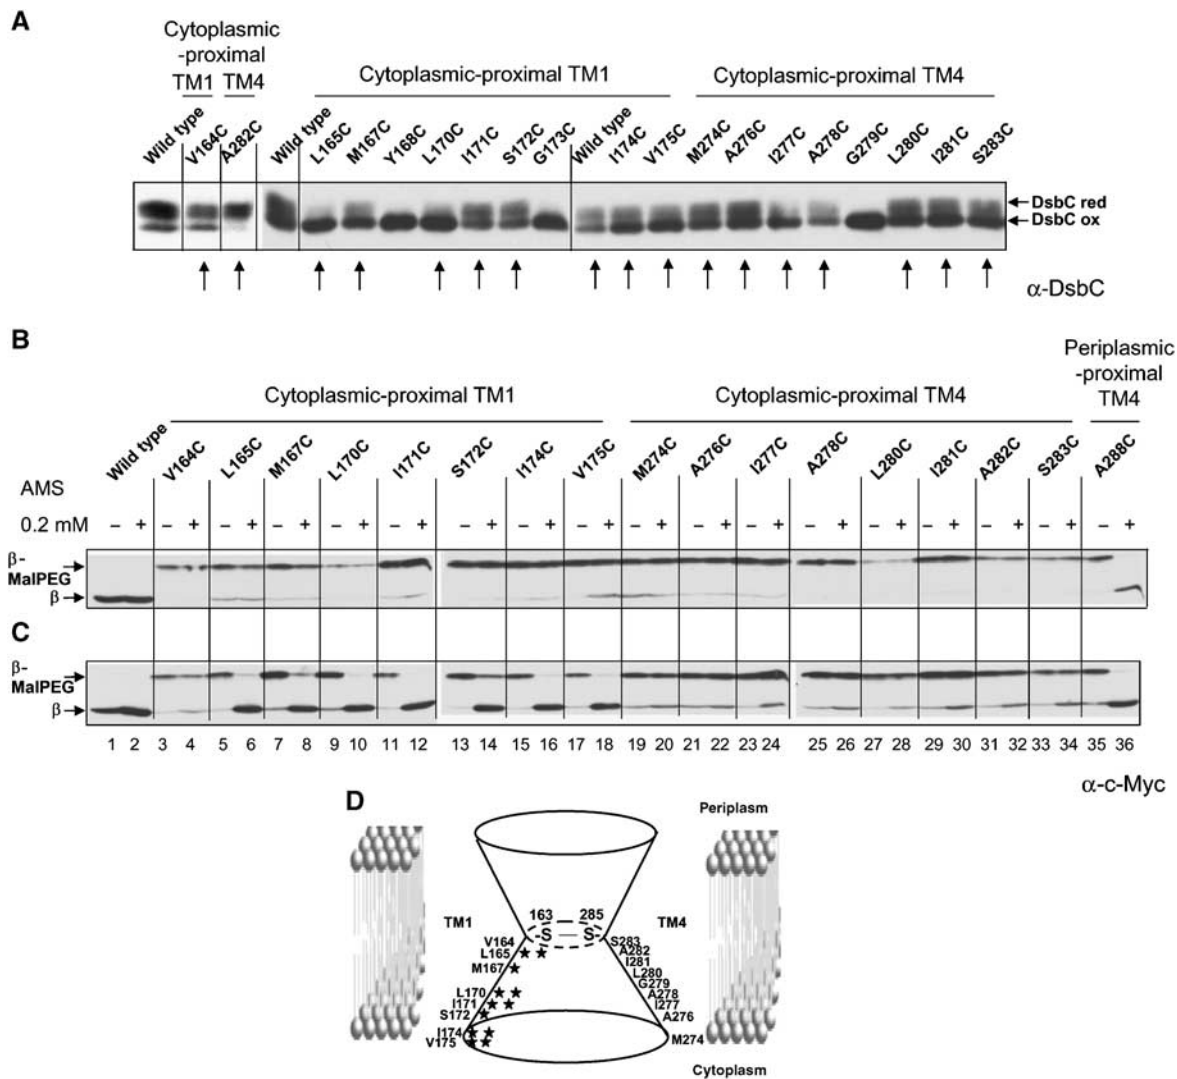 A
Cytoplasmic
-proximal
TM1 TM4
Cytoplasmic-proximal TM1
Cytoplasmic-proximal TM4
Wild type V164C A282C Wild type L165C M167C Y168C L170C I171C S172C G173C Wild type I174C V175C M274C A276C I277C A278C G279C L280C I281C S283C
DsbC red
DsbC ox
α-DsbC
B
Periplasmic
-proximal
TM4
Cytoplasmic-proximal TM1
Cytoplasmic-proximal TM4
Wild type V164C L165C M167C L170C I171C S172C I174C V175C M274C A276C I277C A278C L280C I281C A282C S283C A288C
AMS
0.2 mM – + – + – + – + – + – + – + – + – + – + – + – + – + – + – + – + – + – +
β-
MalPEG
β
C
β-
MalPEG
β
1 2 3 4 5 6 7 8 9 10 11 12 13 14 15 16 17 18 19 20 21 22 23 24 25 26 27 28 29 30 31 32 33 34 35 36
α-c-Myc
D
Periplasm
163 285
TM1 -S — S- TM4
V164 S283
L165 A282
I281
M167 L280
G279
L170 A278
I171 I277
S172 A276
I174
V175 M274
Cytoplasm